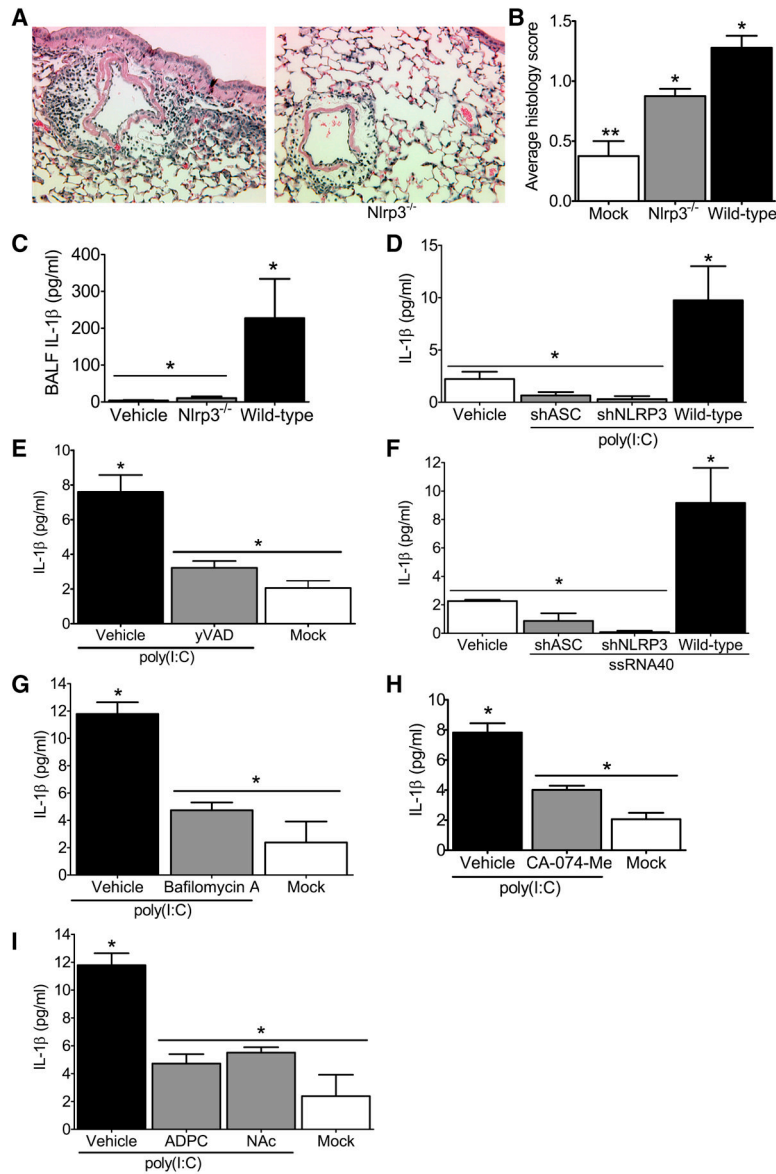 A
Nlrp3-/-
B
Average histology score
1.5
1.0
0.5
0.0
**
*
*
Mock Nlrp3-/- Wild-type
C
BALF IL-1β (pg/ml)
400
300
200
100
0
*
*
Vehicle Nlrp3-/- Wild-type
D
IL-1β (pg/ml)
15
10
5
0
*
*
Vehicle shASC shNLRP3 Wild-type
poly(I:C)
E
IL-1β (pg/ml)
10
8
6
4
2
0
*
*
Vehicle yVAD Mock
poly(I:C)
F
IL-1β (pg/ml)
12
10
8
6
4
2
0
*
*
Vehicle shASC shNLRP3 Wild-type
ssRNA40
G
IL-1β (pg/ml)
14
12
10
8
6
4
2
0
*
*
Vehicle Bafilomycin A Mock
poly(I:C)
H
IL-1β (pg/ml)
10
8
6
4
2
0
*
*
Vehicle CA-074-Me Mock
poly(I:C)
I
IL-1β (pg/ml)
14
12
10
8
6
4
2
0
*
*
Vehicle ADPC NAc Mock
poly(I:C)